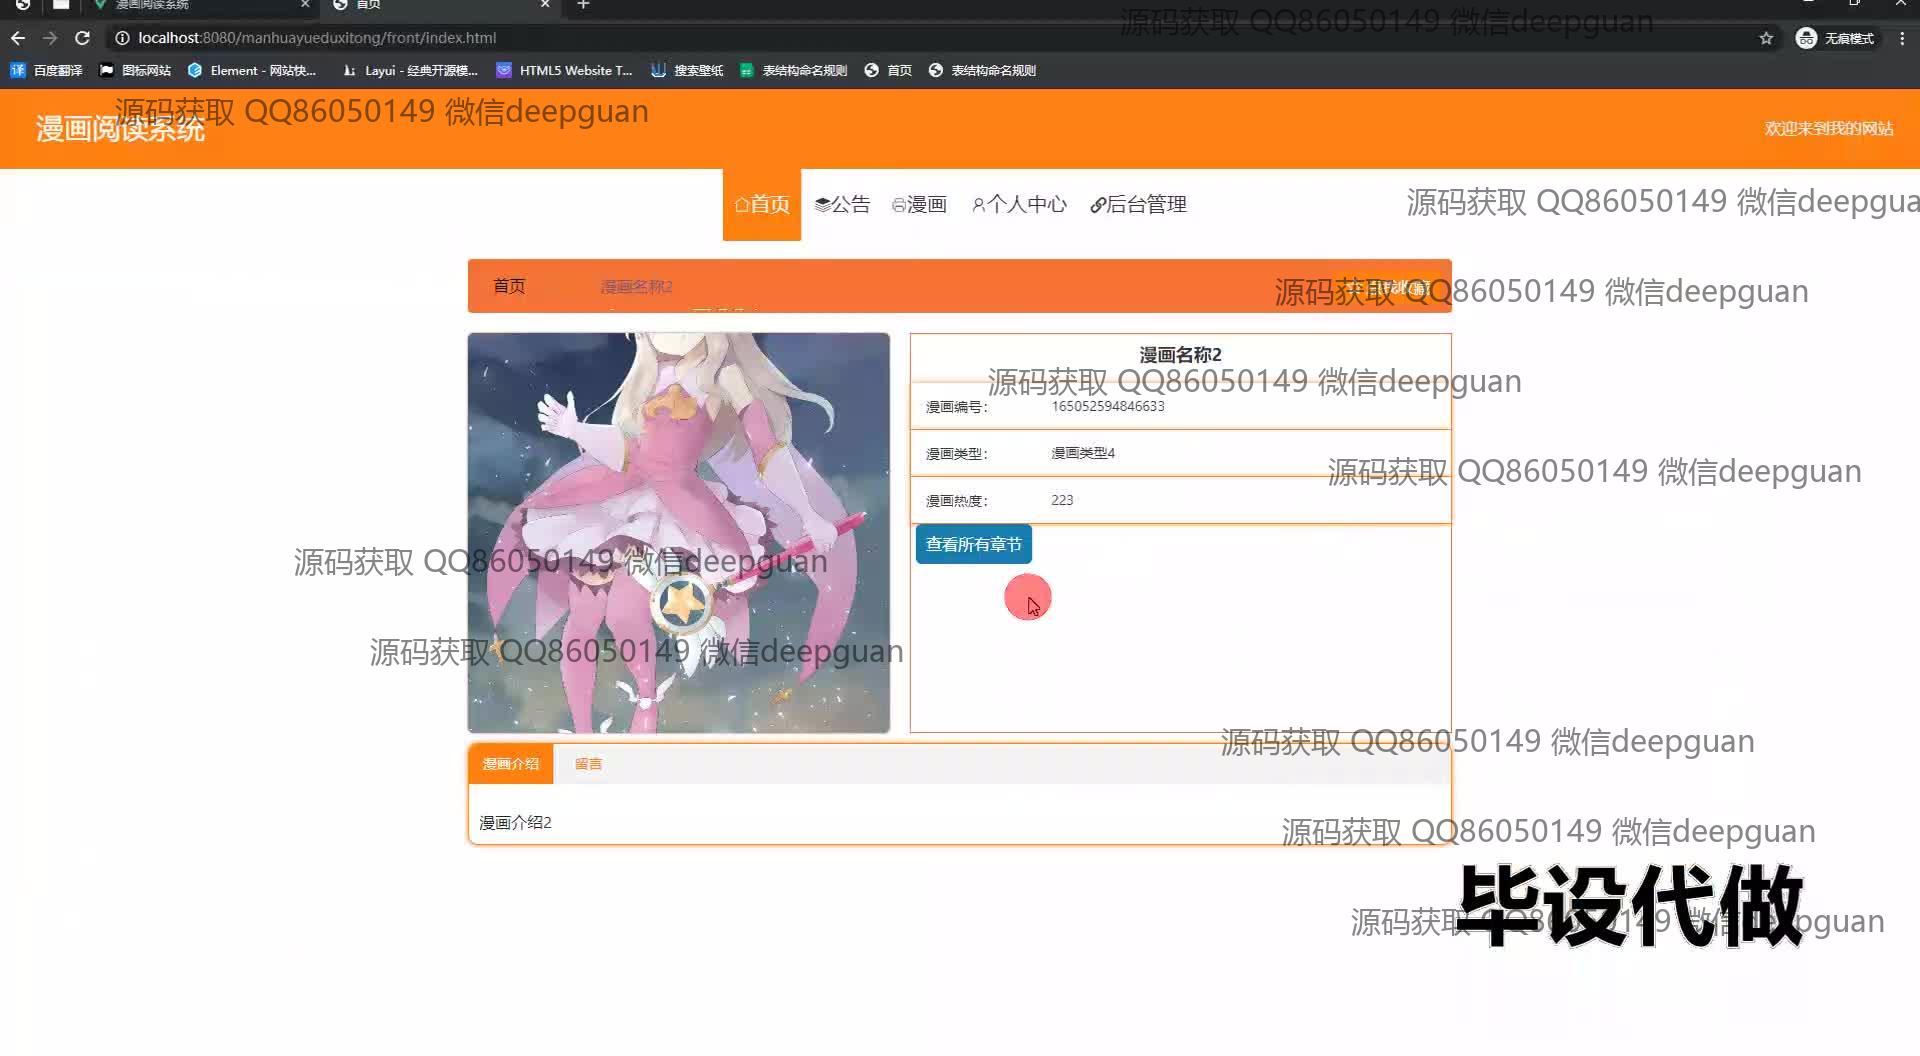 漫画阅读系统
首页
源码获取 QQ86050149 微信deepguan
localhost:8080/manhuayueduxitong/front/index.html
无痕模式
百度翻译
图标网站
Element - 网站快...
Layui - 经典开源模...
HTML5 Website T...
搜索壁纸
表结构命名规则
首页
表结构命名规则
源码获取 QQ86050149 微信deepguan
漫画阅读系统
欢迎来到我的网站
首页
公告
漫画
个人中心
后台管理
源码获取 QQ86050149 微信deepgua
首页
漫画名称2
源码获取 QQ86050149 微信deepguan
漫画名称2
源码获取 QQ86050149 微信deepguan
漫画编号： 165052594846633
漫画类型： 漫画类型4
源码获取 QQ86050149 微信deepguan
漫画热度： 223
查看所有章节
源码获取 QQ86050149 微信deepguan
源码获取 QQ86050149 微信deepguan
源码获取 QQ86050149 微信deepguan
漫画介绍
留言
漫画介绍2
源码获取 QQ86050149 微信deepguan
毕设代做
源码获取 QQ86050149 微信deepguan